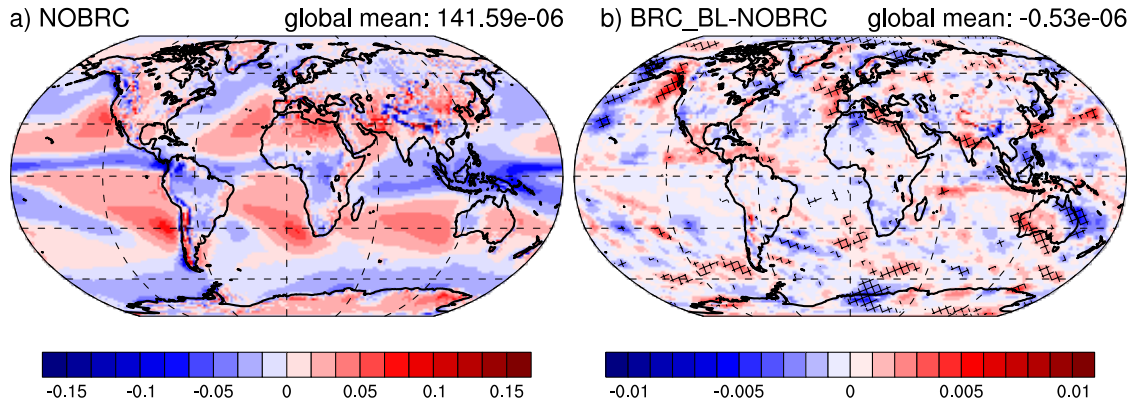 a) NOBRC global mean: 141.59e-06
b) BRC_BL-NOBRC global mean: -0.53e-06
-0.15 -0.1 -0.05 0 0.05 0.1 0.15
-0.01 -0.005 0 0.005 0.01